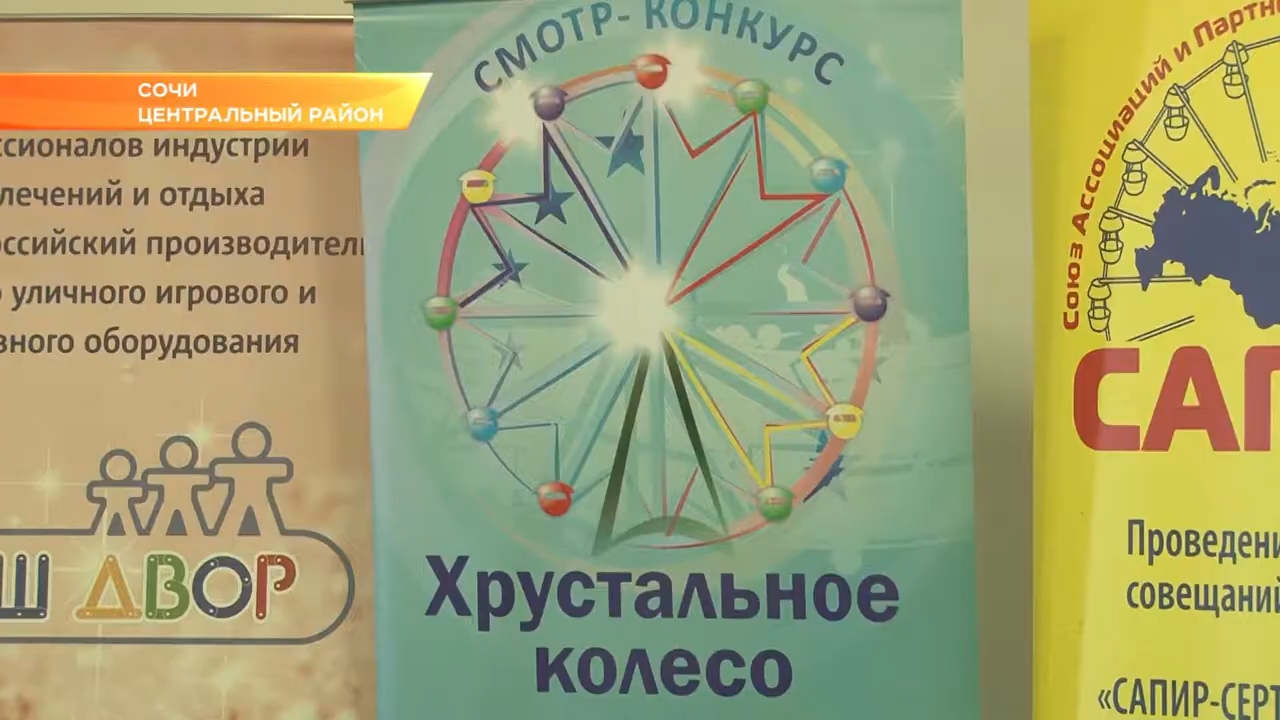 СОЧИ
ЦЕНТРАЛЬНЫЙ РАЙОН
ссионалов индустрии
лечений и отдыха
оссийский производитель
уличного игрового и
вного оборудования
Ш ДВОР
СМОТР-КОНКУРС
Хрустальное
колесо
Союз Ассоциаций и Партн
САП
Проведени
совещаний
«САПИР-СЕРТ